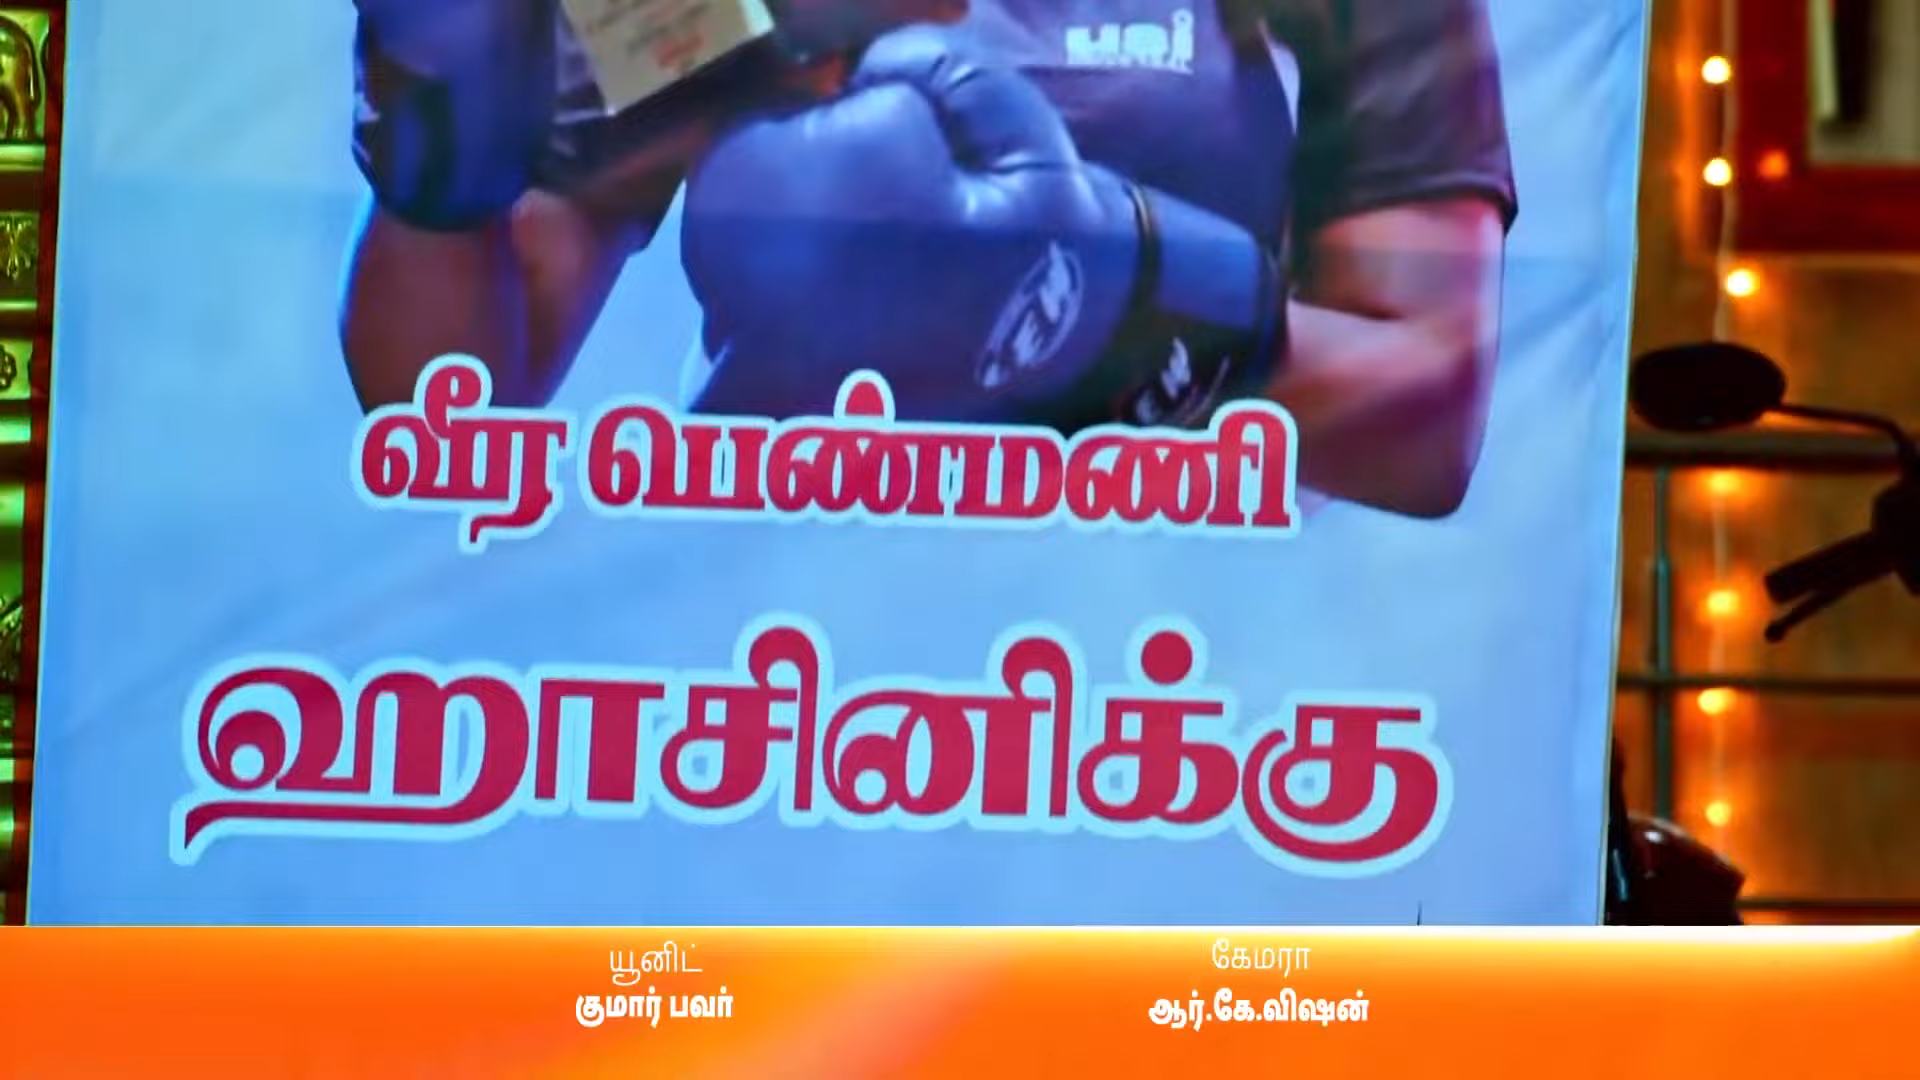 வீர பெண்மணி
ஹாசினிக்கு
யூனிட்
குமார் பவர்
கேமரா
ஆர்.கே.விஷன்